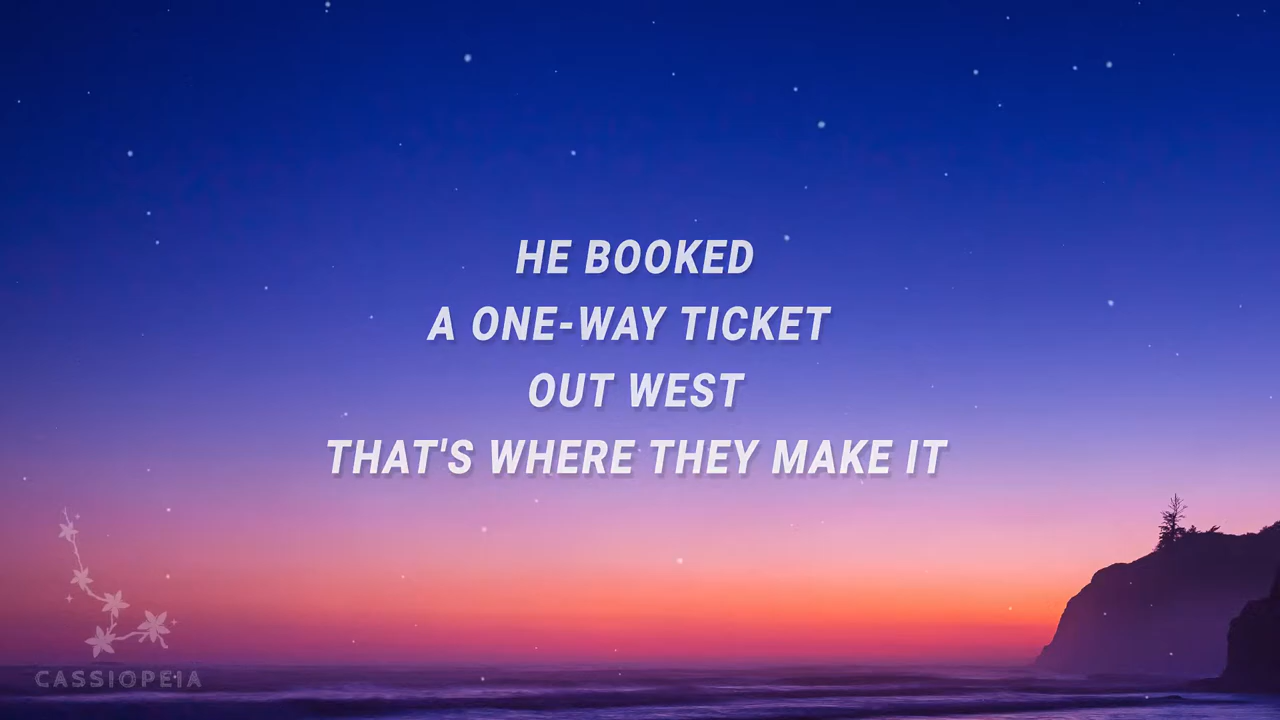 HE BOOKED
A ONE-WAY TICKET
OUT WEST
THAT'S WHERE THEY MAKE IT
CASSIOPEIA